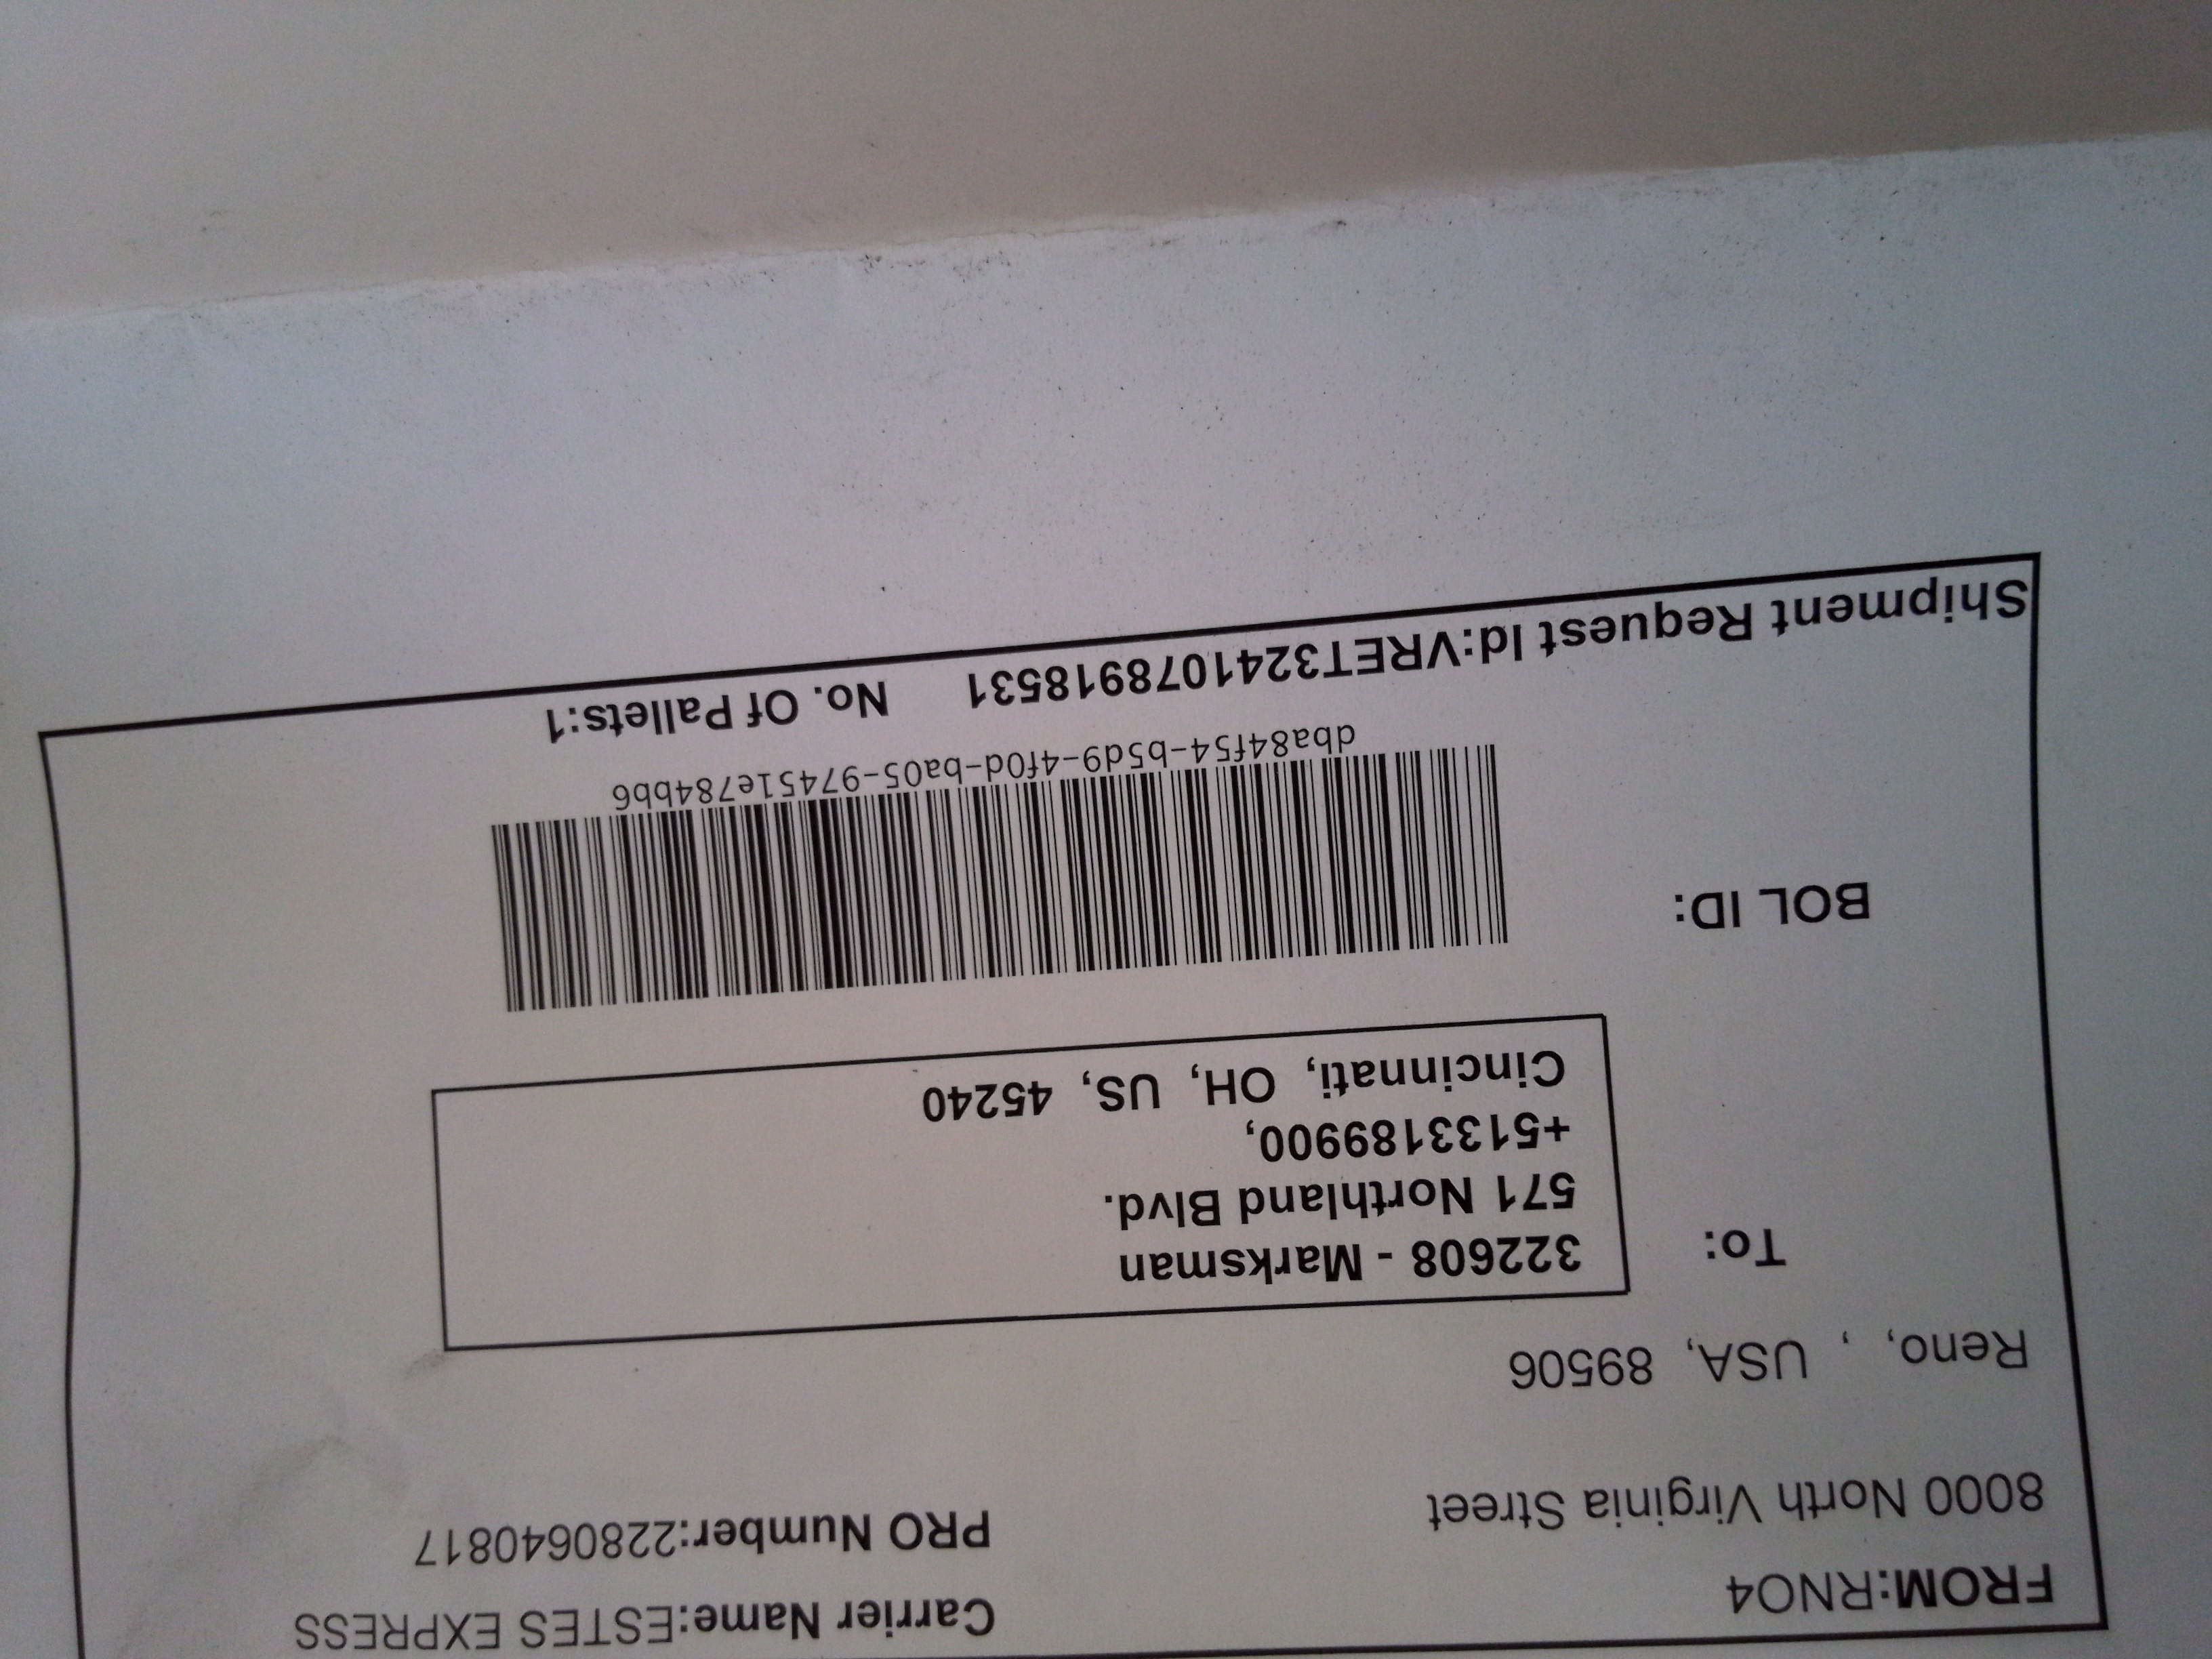 FROM:RNO4 Carrier Name:ESTES EXPRESS
8000 North Virginia Street PRO Number:2280640817
Reno, , USA, 89506
To:
322608 - Marksman
571 Northland Blvd.
+5133189900,
Cincinnati, OH, US, 45240
BOL ID:
dba84f54-b5d9-4f0d-ba05-97451e784bb6
Shipment Request Id:VRET3241078918531 No. Of Pallets:1